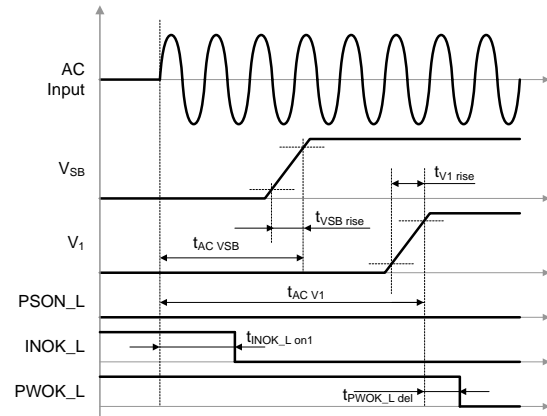 AC
Input
VSB
tV1 rise
tVSB rise
V1
tAC VSB
tAC V1
PSON_L
tINOK_L on1
INOK_L
PWOK_L
tPWOK_L del